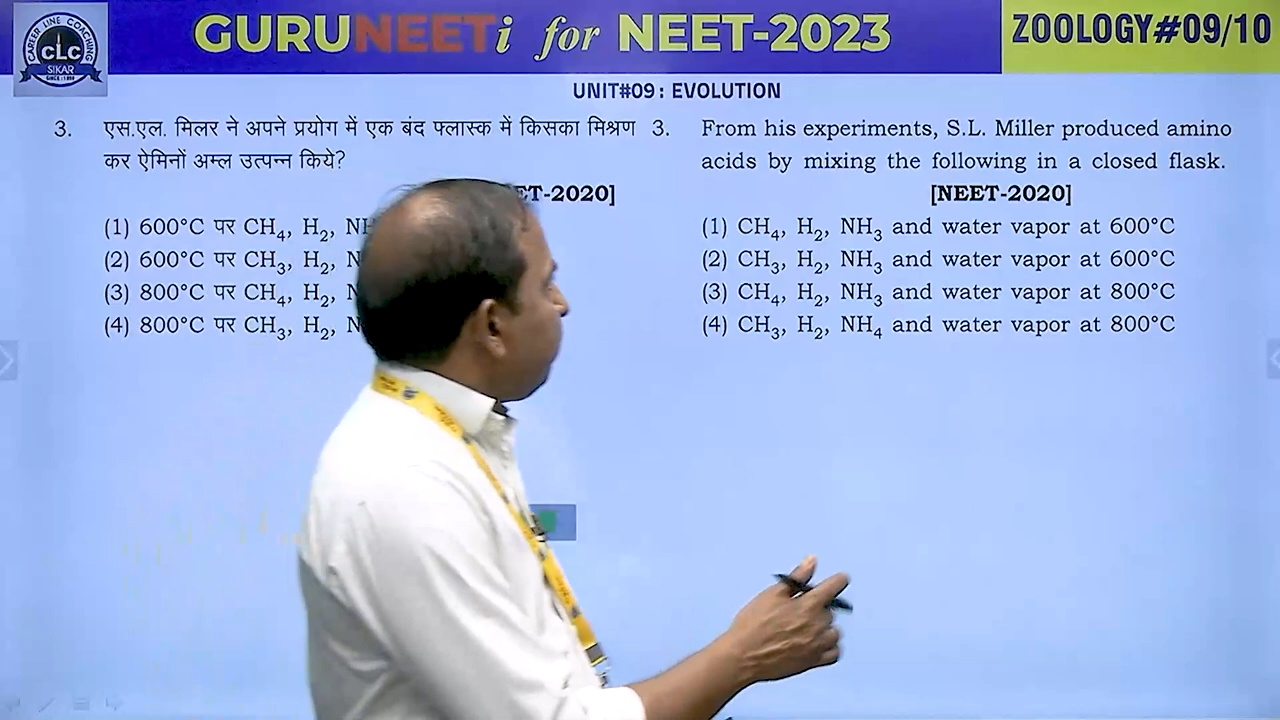 CAREER LINE COACHING
CLC
SIKAR
SINCE : 1996
GURUNEETi for NEET-2023
ZOOLOGY#09/10
UNIT#09 : EVOLUTION
3. एस.एल. मिलर ने अपने प्रयोग में एक बंद फ्लास्क में किसका मिश्रण
कर ऐमिनों अम्ल उत्पन्न किये?
ET-2020]
(1) 600°C पर CH₄, H₂, NH
(2) 600°C पर CH₃, H₂, N
(3) 800°C पर CH₄, H₂, N
(4) 800°C पर CH₃, H₂, N
3. From his experiments, S.L. Miller produced amino
acids by mixing the following in a closed flask.
[NEET-2020]
(1) CH₄, H₂, NH₃ and water vapor at 600°C
(2) CH₃, H₂, NH₃ and water vapor at 600°C
(3) CH₄, H₂, NH₃ and water vapor at 800°C
(4) CH₃, H₂, NH₄ and water vapor at 800°C